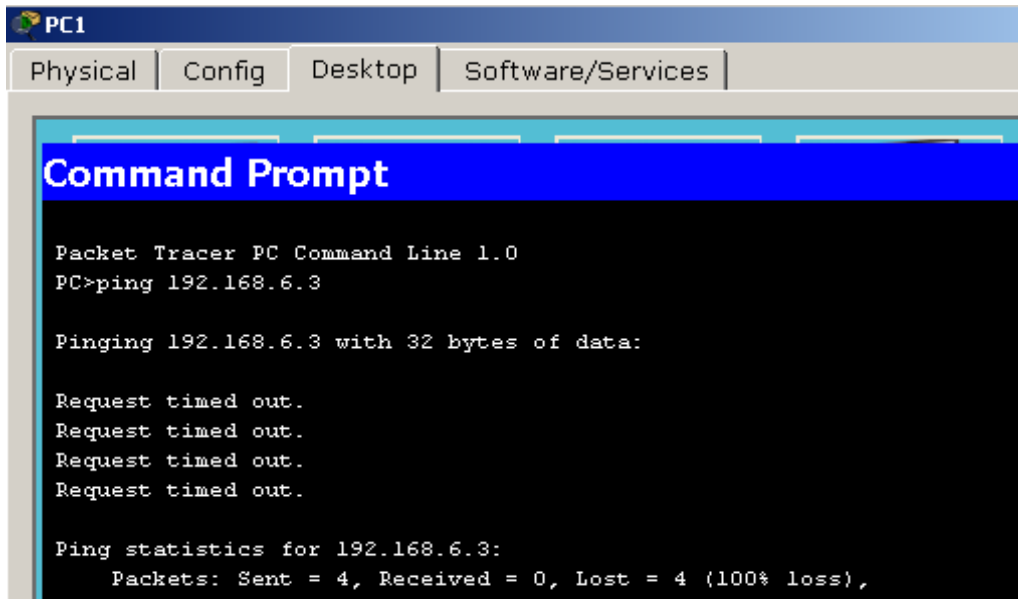 PC1
Physical Config Desktop Software/Services
Command Prompt
Packet Tracer PC Command Line 1.0
PC>ping 192.168.6.3
Pinging 192.168.6.3 with 32 bytes of data:
Request timed out.
Request timed out.
Request timed out.
Request timed out.
Ping statistics for 192.168.6.3:
Packets: Sent = 4, Received = 0, Lost = 4 (100% loss),